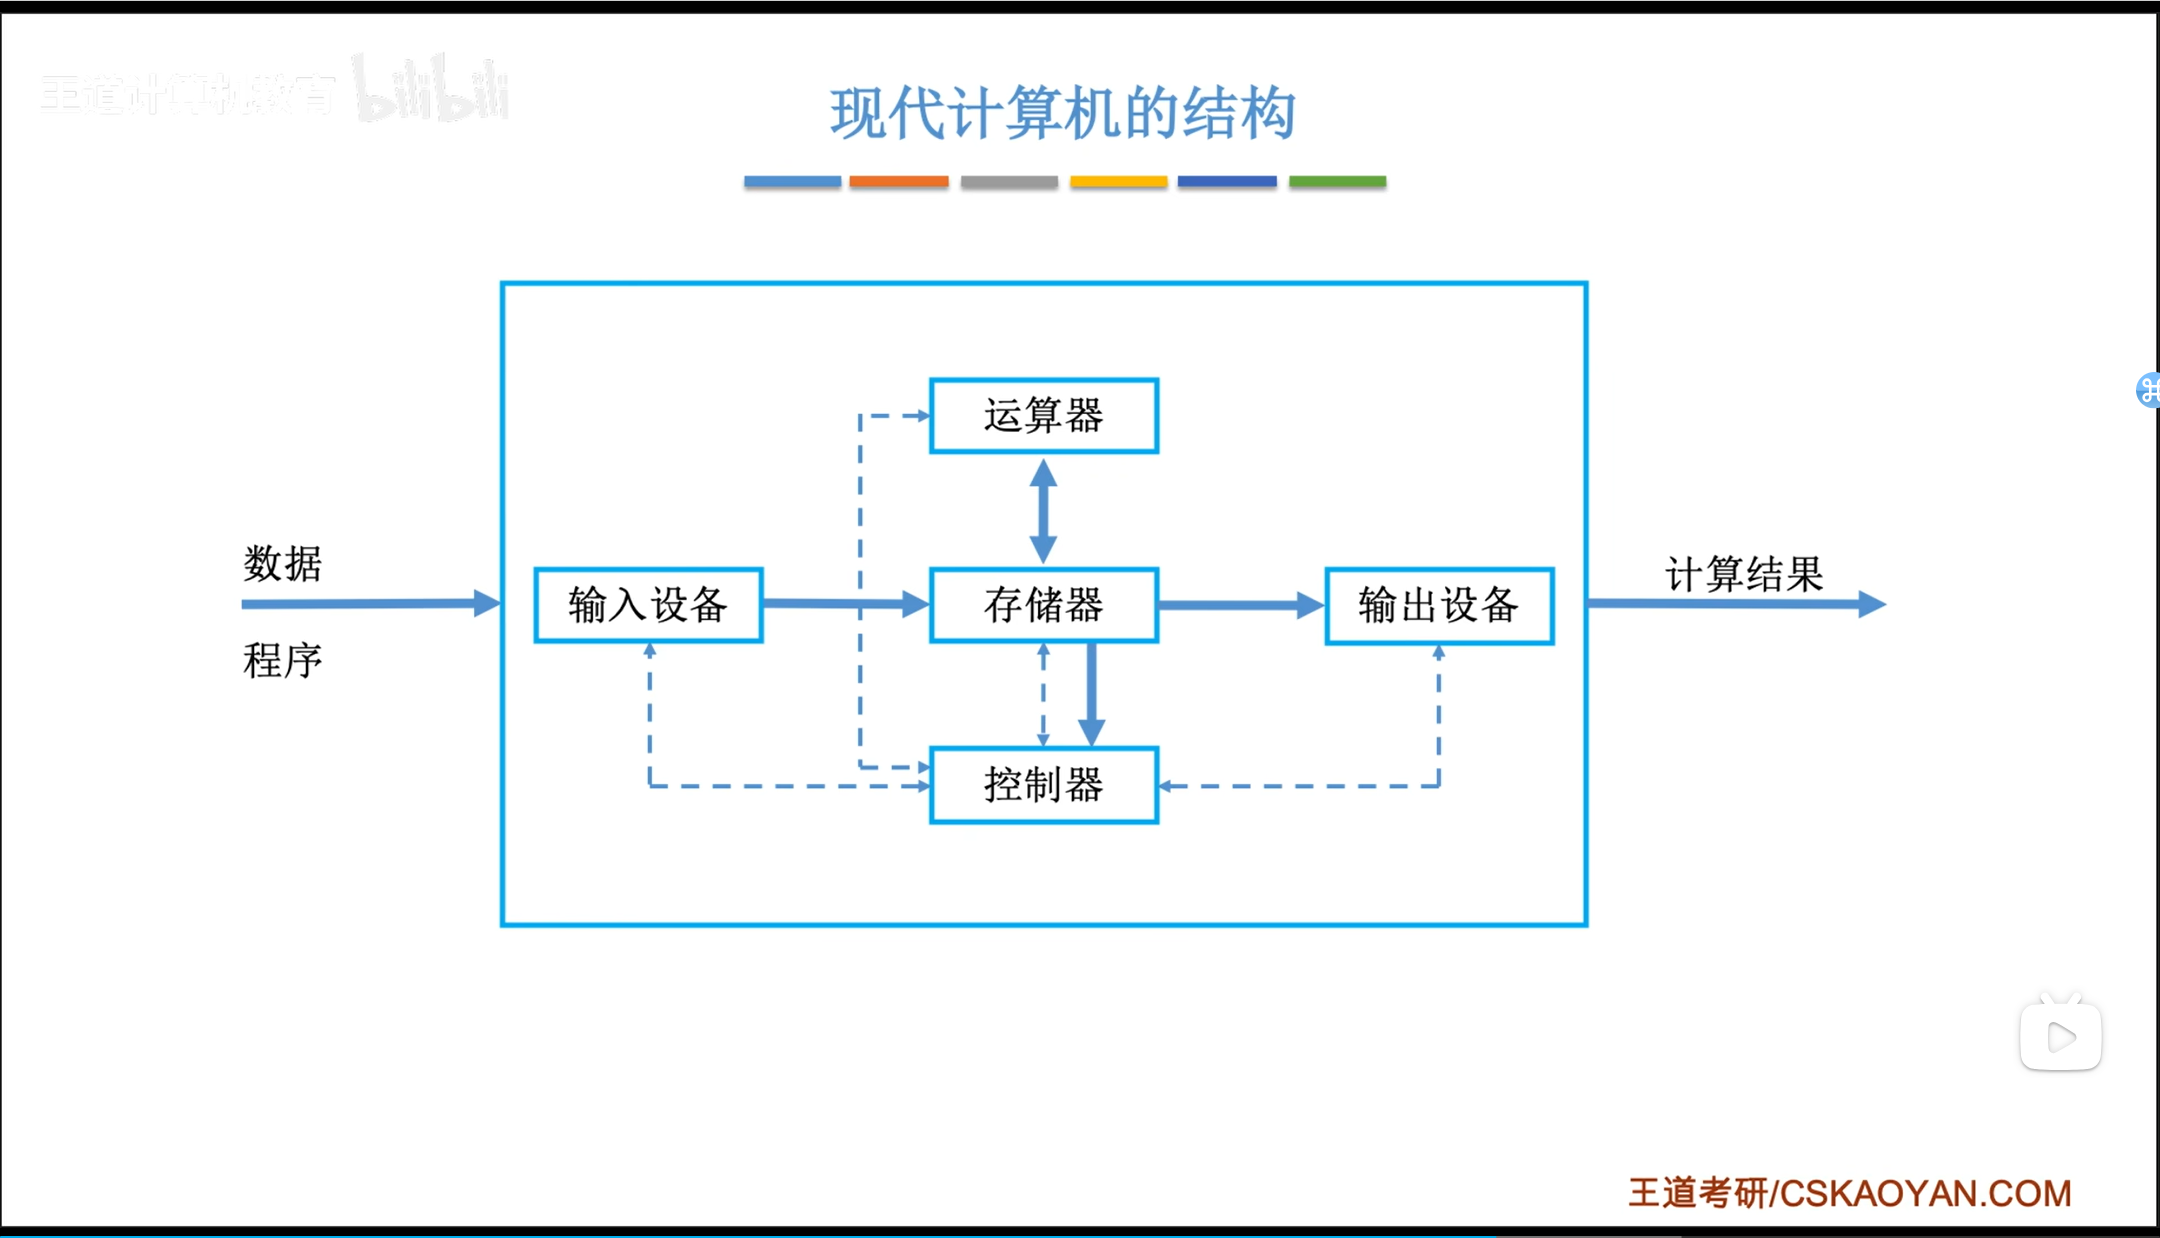 王道计算机教育 bilibili
现代计算机的结构
运算器
数据
计算结果
输入设备
存储器
输出设备
程序
控制器
王道考研/CSKAOYAN.COM